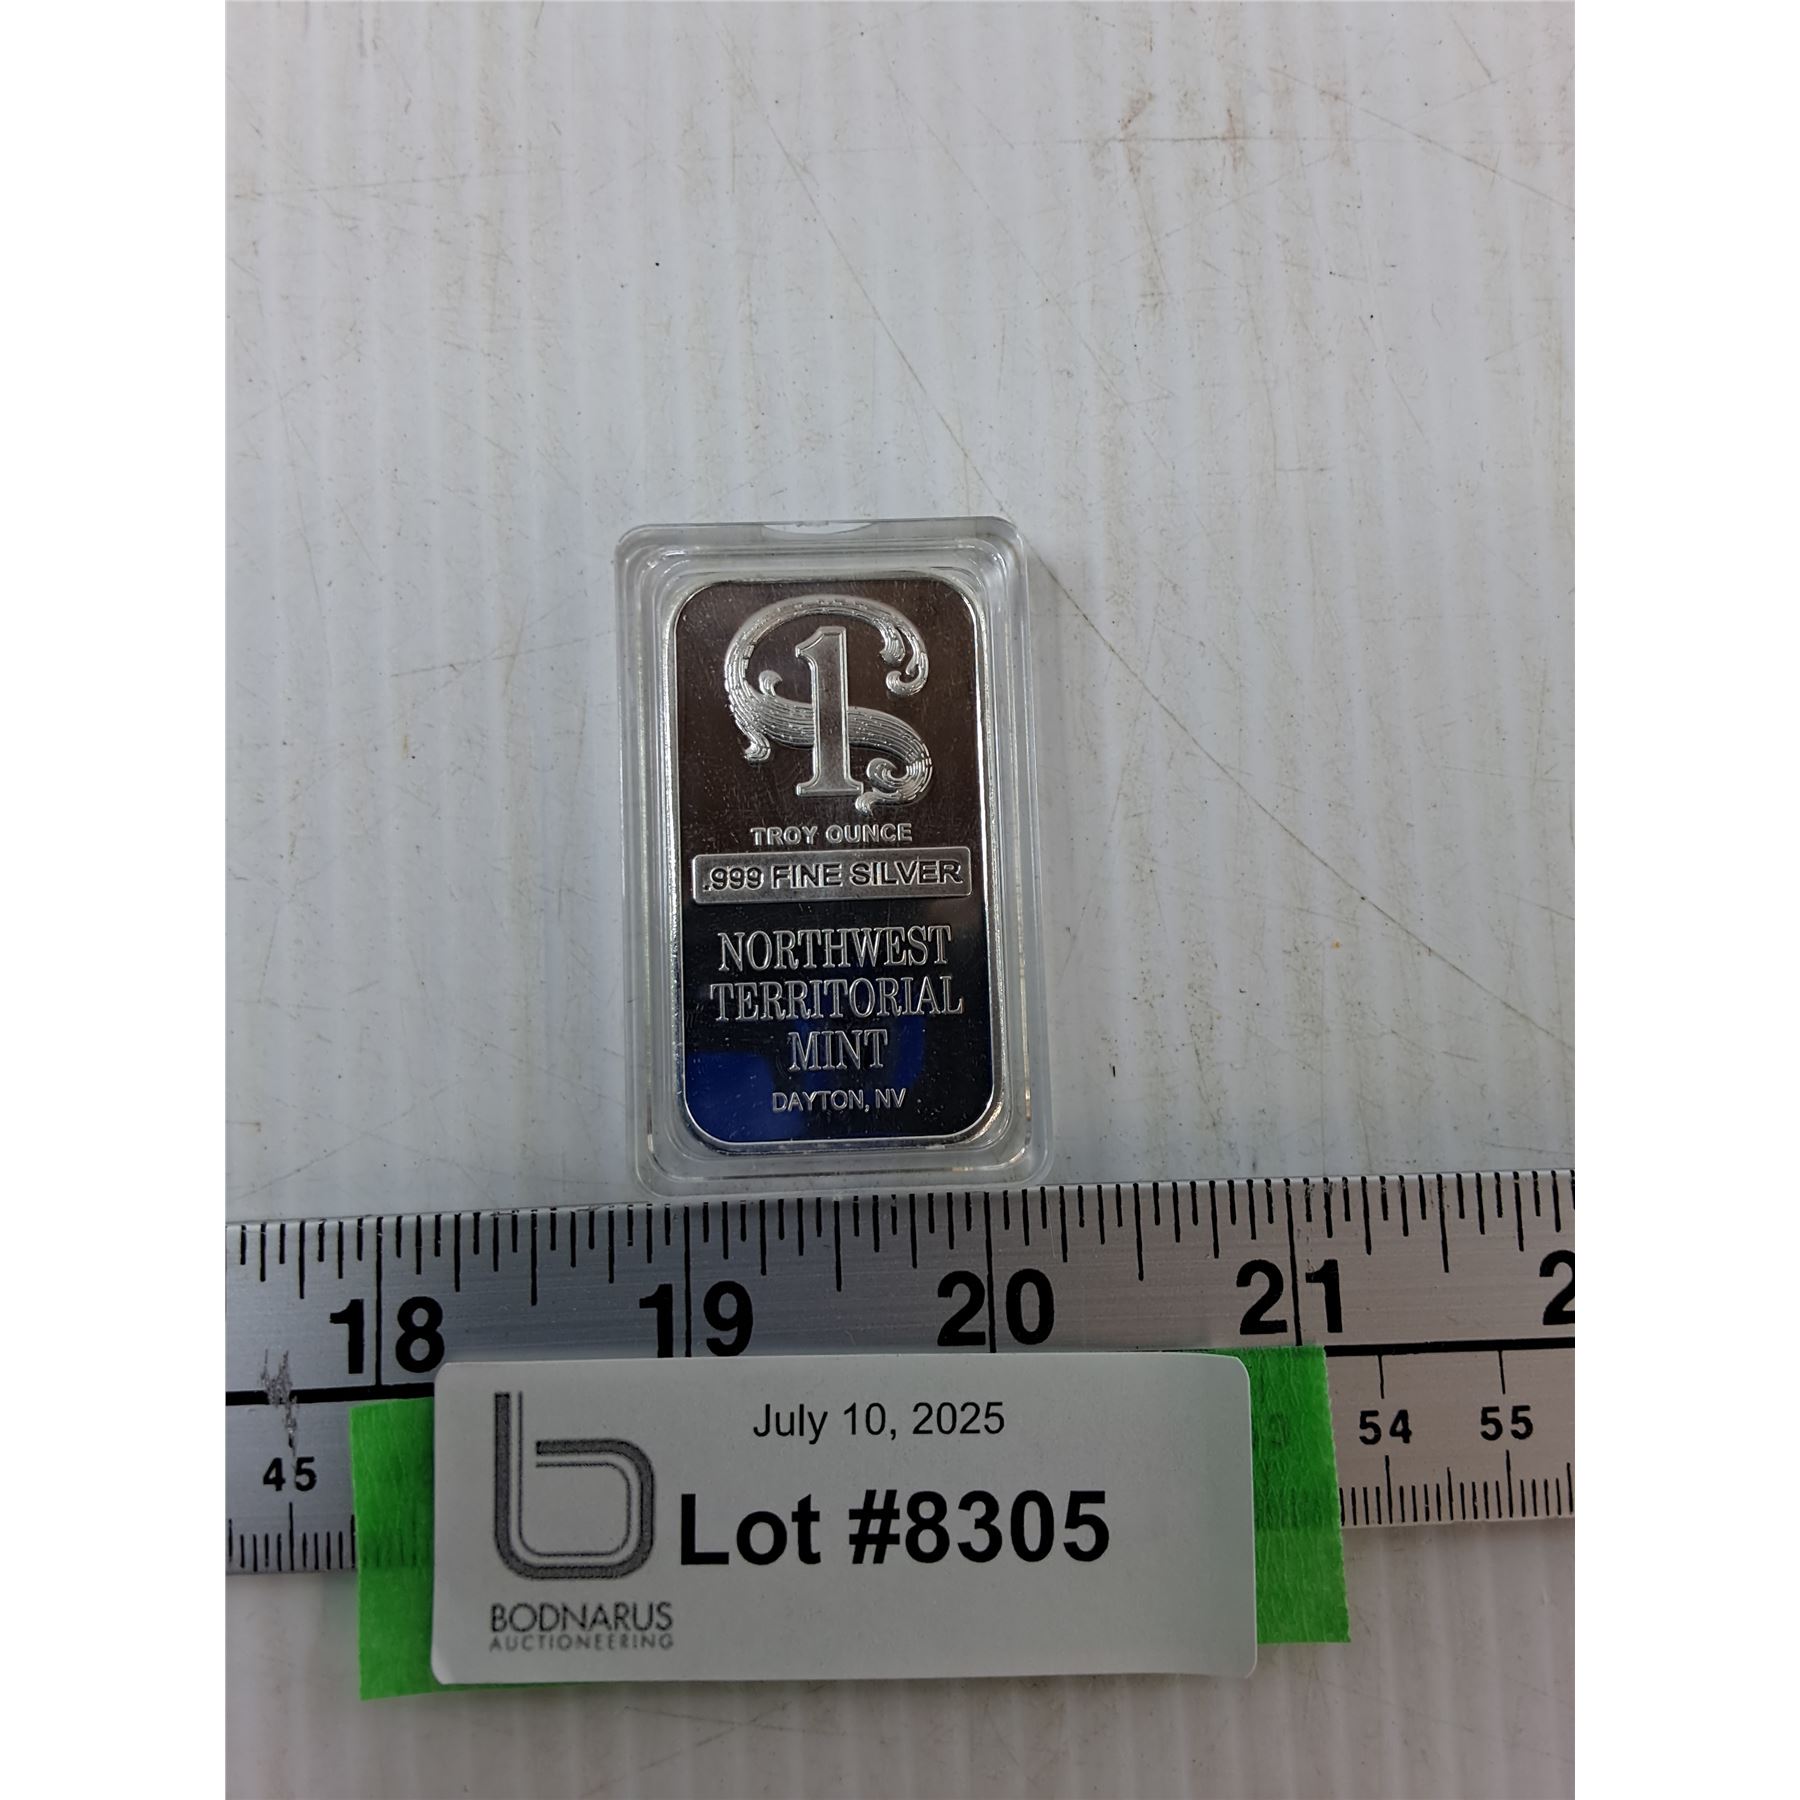 1
TROY OUNCE
.999 FINE SILVER
NORTHWEST
TERRITORIAL
MINT
DAYTON, NV
18 19 20 21 2
45 54 55
July 10, 2025
Lot #8305
b
BODNARUS
AUCTIONEERING